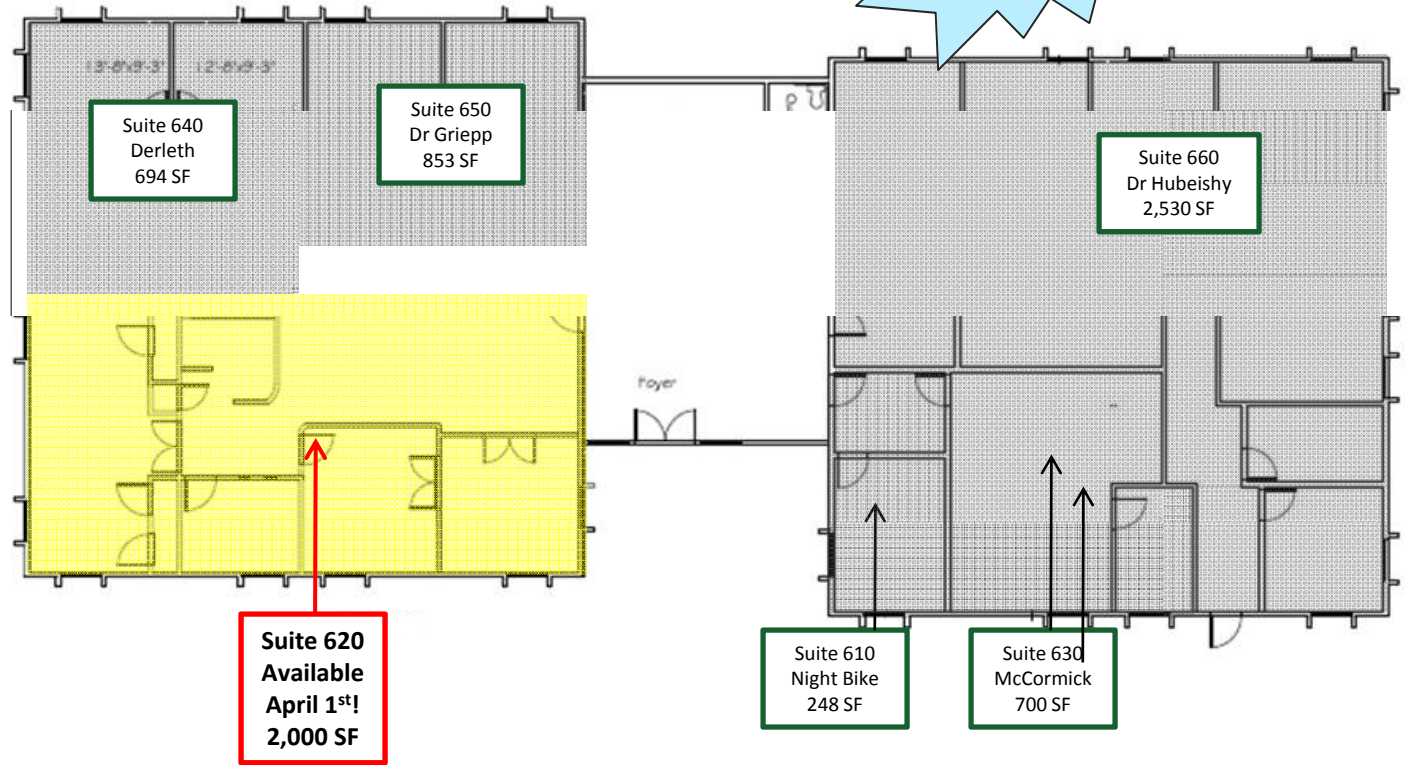 13'-8"x9'-3" 12'-8"x9'-3"
Suite 640
Derleth
694 SF
Suite 650
Dr Griepp
853 SF
Suite 660
Dr Hubeishy
2,530 SF
Foyer
Suite 620
Available
April 1st!
2,000 SF
Suite 610
Night Bike
248 SF
Suite 630
McCormick
700 SF